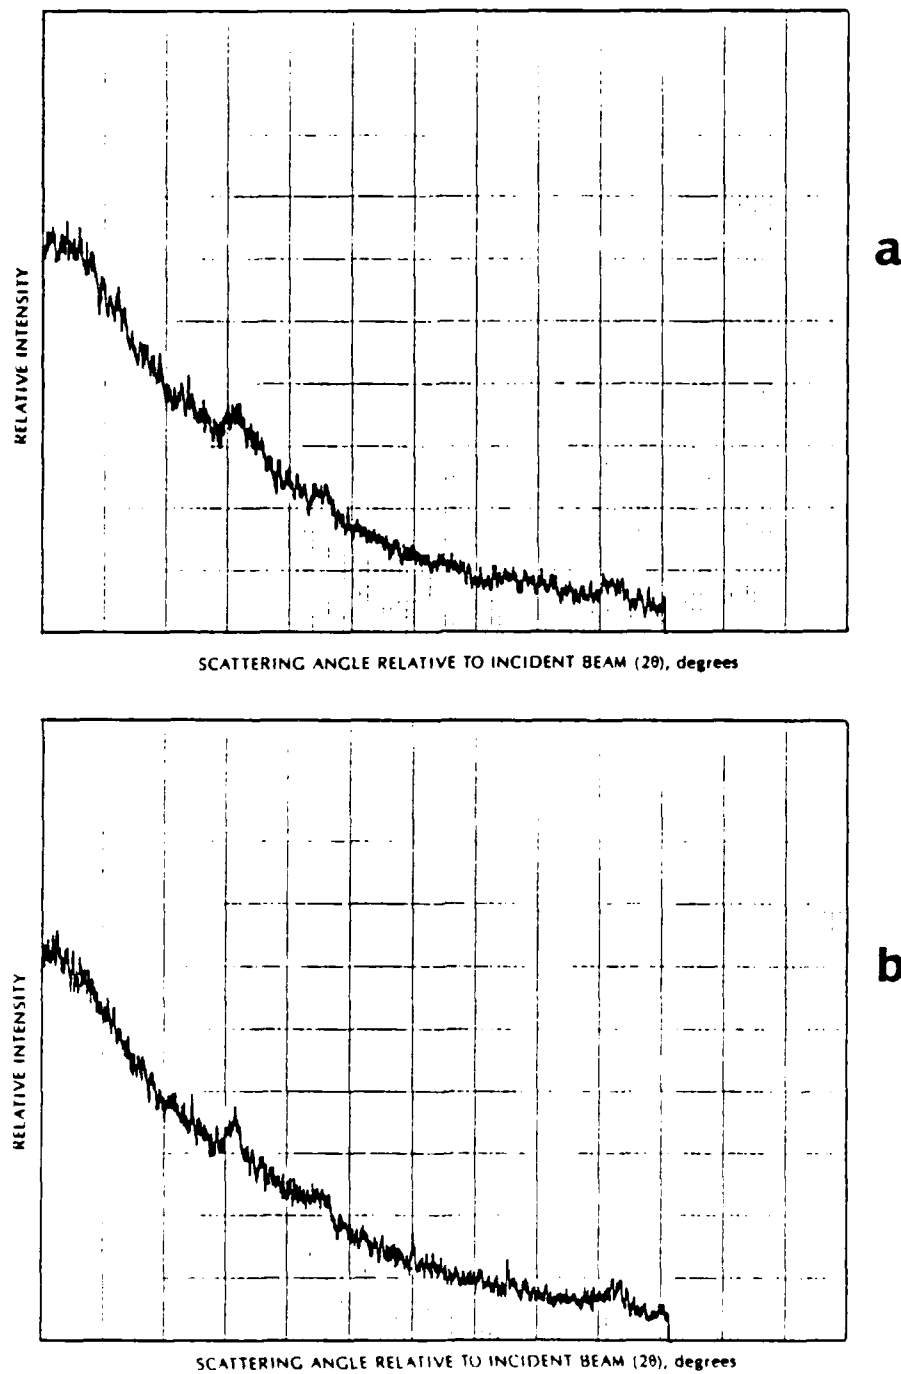 a
RELATIVE INTENSITY
SCATTERING ANGLE RELATIVE TO INCIDENT BEAM (2θ), degrees
b
RELATIVE INTENSITY
SCATTERING ANGLE RELATIVE TO INCIDENT BEAM (2θ), degrees